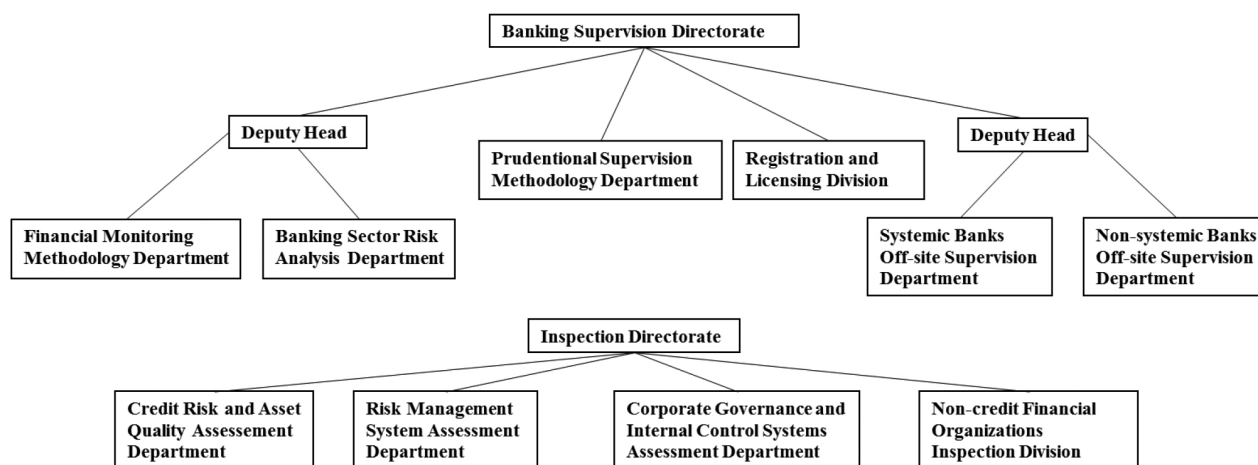 Banking Supervision Directorate
Deputy Head
Deputy Head
Prudentional Supervision
Methodology Department
Registration and
Licensing Division
Financial Monitoring
Methodology Department
Banking Sector Risk
Analysis Department
Systemic Banks
Off-site Supervision
Department
Non-systemic Banks
Off-site Supervision
Department
Inspection Directorate
Credit Risk and Asset
Quality Assessement
Department
Risk Management
System Assessment
Department
Corporate Governance and
Internal Control Systems
Assessment Department
Non-credit Financial
Organizations
Inspection Division